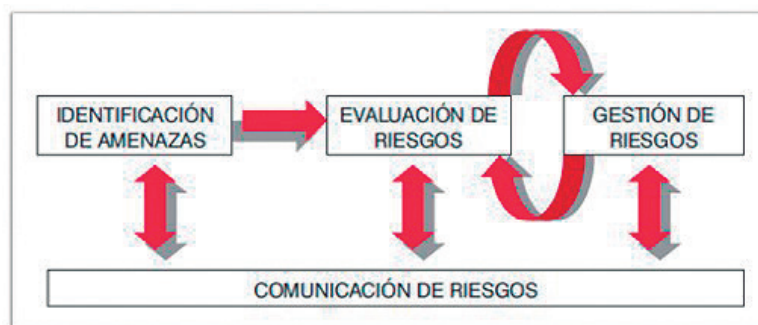 IDENTIFICACIÓN
DE AMENAZAS
EVALUACIÓN DE
RIESGOS
GESTIÓN DE
RIESGOS
COMUNICACIÓN DE RIESGOS